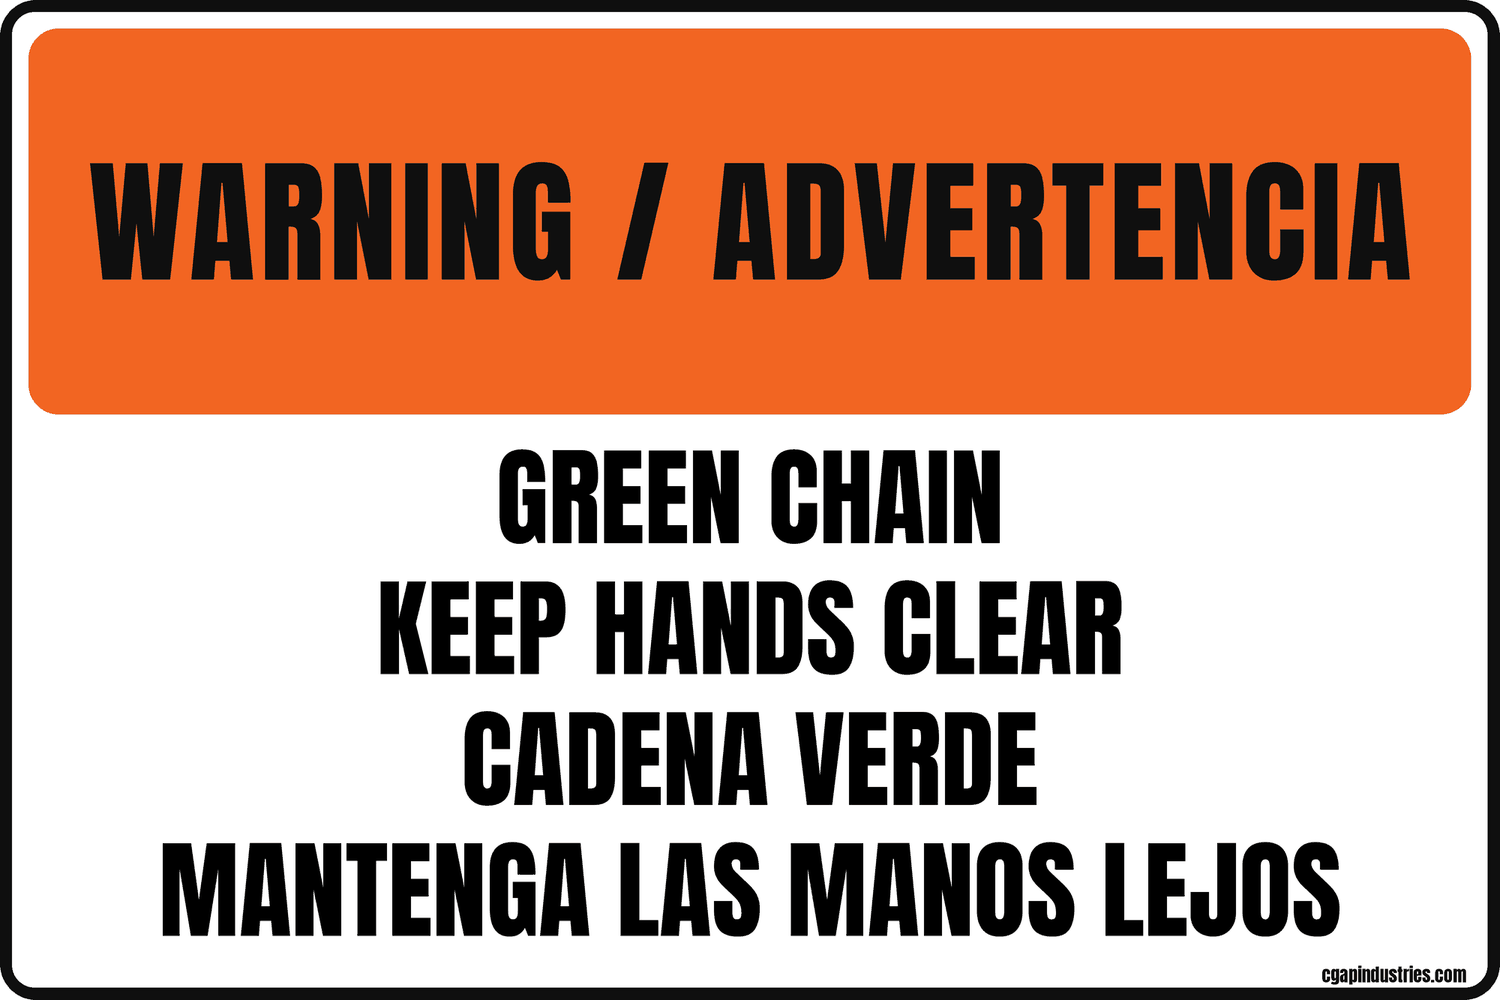 WARNING / ADVERTENCIA
GREEN CHAIN
KEEP HANDS CLEAR
CADENA VERDE
MANTENGA LAS MANOS LEJOS
cgapindustries.com